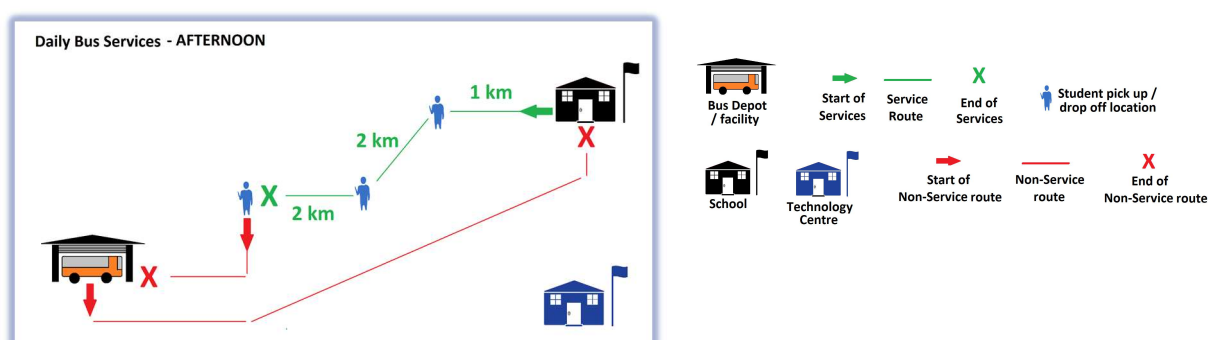 Daily Bus Services - AFTERNOON
1 km
2 km
2 km
X
X
X
Bus Depot
/ facility
Start of
Services
Service
Route
X
End of
Services
Student pick up /
drop off location
School
Technology
Centre
Start of
Non-Service route
Non-Service
route
X
End of
Non-Service route